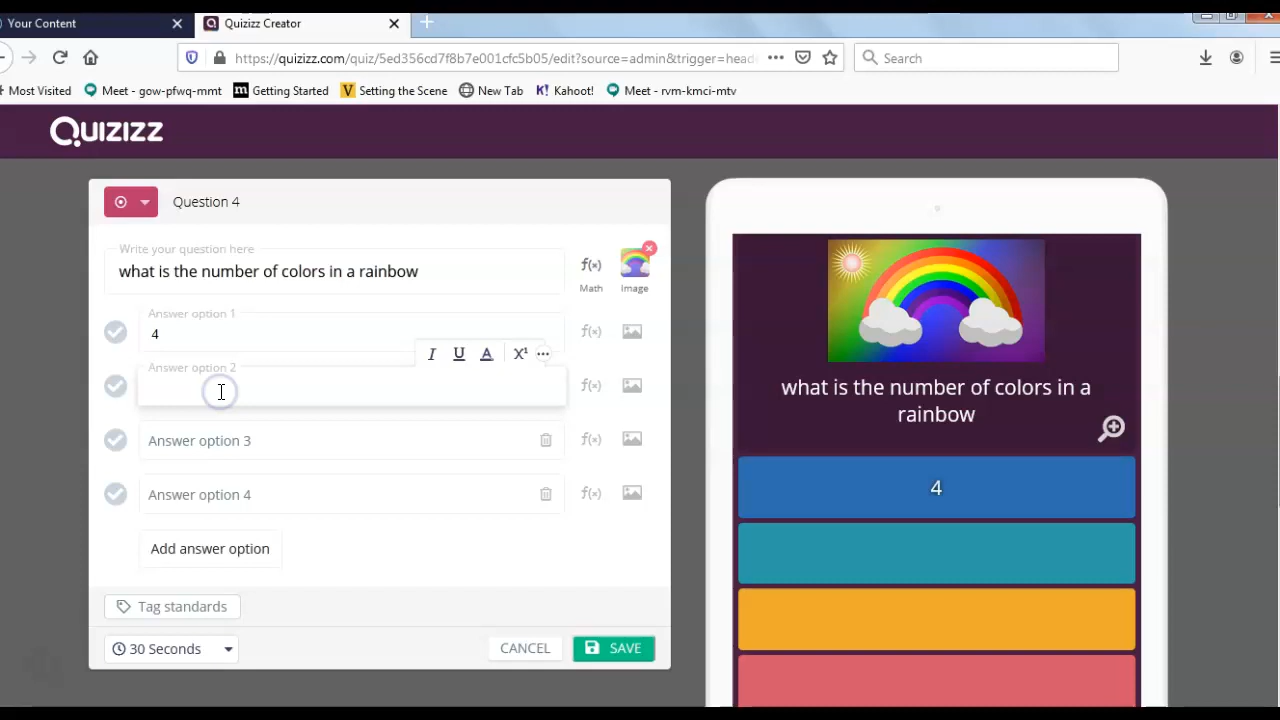 Your Content
Quizizz Creator
https://quizizz.com/quiz/5ed356cd7f8b7e001cfc5b05/edit?source=admin&trigger=head
Search
Most Visited
Meet - gow-pfwq-mmt
Getting Started
Setting the Scene
New Tab
Kahoot!
Meet - rvm-kmci-mtv
QUIZIZZ
Question 4
Write your question here
what is the number of colors in a rainbow
f(x)
Math
Image
Answer option 1
4
f(x)
I U A X¹
Answer option 2
f(x)
Answer option 3
f(x)
Answer option 4
f(x)
Add answer option
Tag standards
30 Seconds
CANCEL
SAVE
what is the number of colors in a
rainbow
4